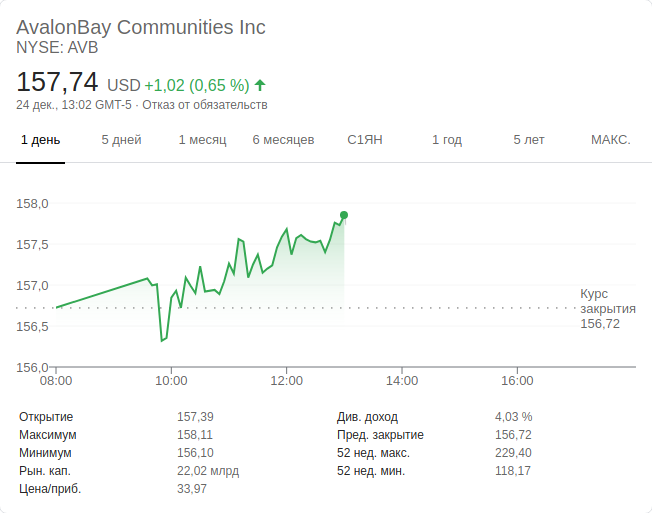 AvalonBay Communities Inc
NYSE: AVB
157,74 USD +1,02 (0,65 %)
24 дек., 13:02 GMT-5 · Отказ от обязательств
1 день 5 дней 1 месяц 6 месяцев С1ЯН 1 год 5 лет МАКС.
158,0
157,5
157,0
156,5
156,0
Курс
закрытия
156,72
08:00 10:00 12:00 14:00 16:00
Открытие 157,39 Див. доход 4,03 %
Максимум 158,11 Пред. закрытие 156,72
Минимум 156,10 52 нед. макс. 229,40
Рын. кап. 22,02 млрд 52 нед. мин. 118,17
Цена/приб. 33,97